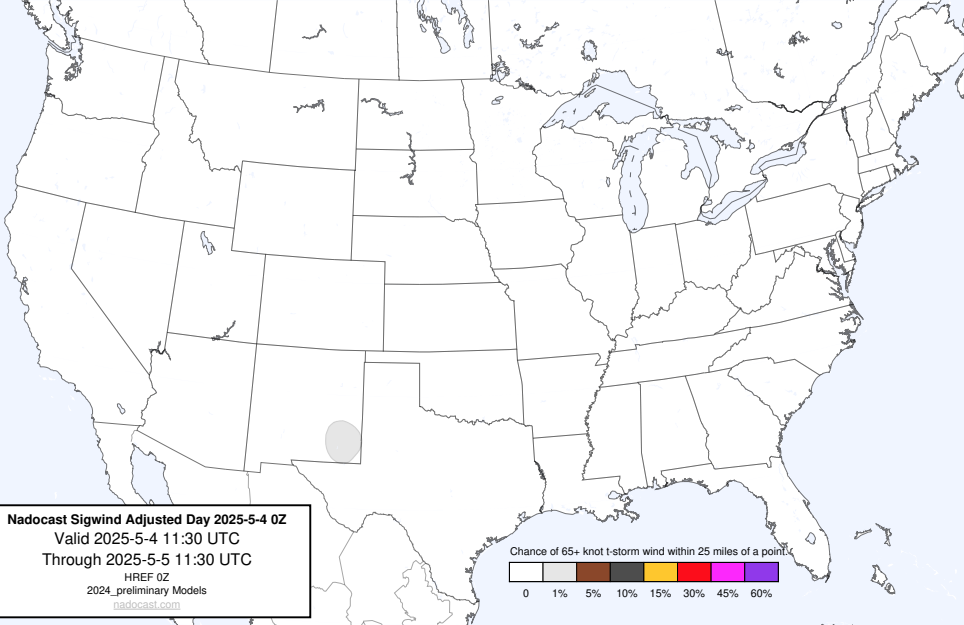 Nadocast Sigwind Adjusted Day 2025-5-4 0Z
Valid 2025-5-4 11:30 UTC
Through 2025-5-5 11:30 UTC
HREF 0Z
2024_preliminary Models
nadocast.com
Chance of 65+ knot t-storm wind within 25 miles of a point.
0 1% 5% 10% 15% 30% 45% 60%